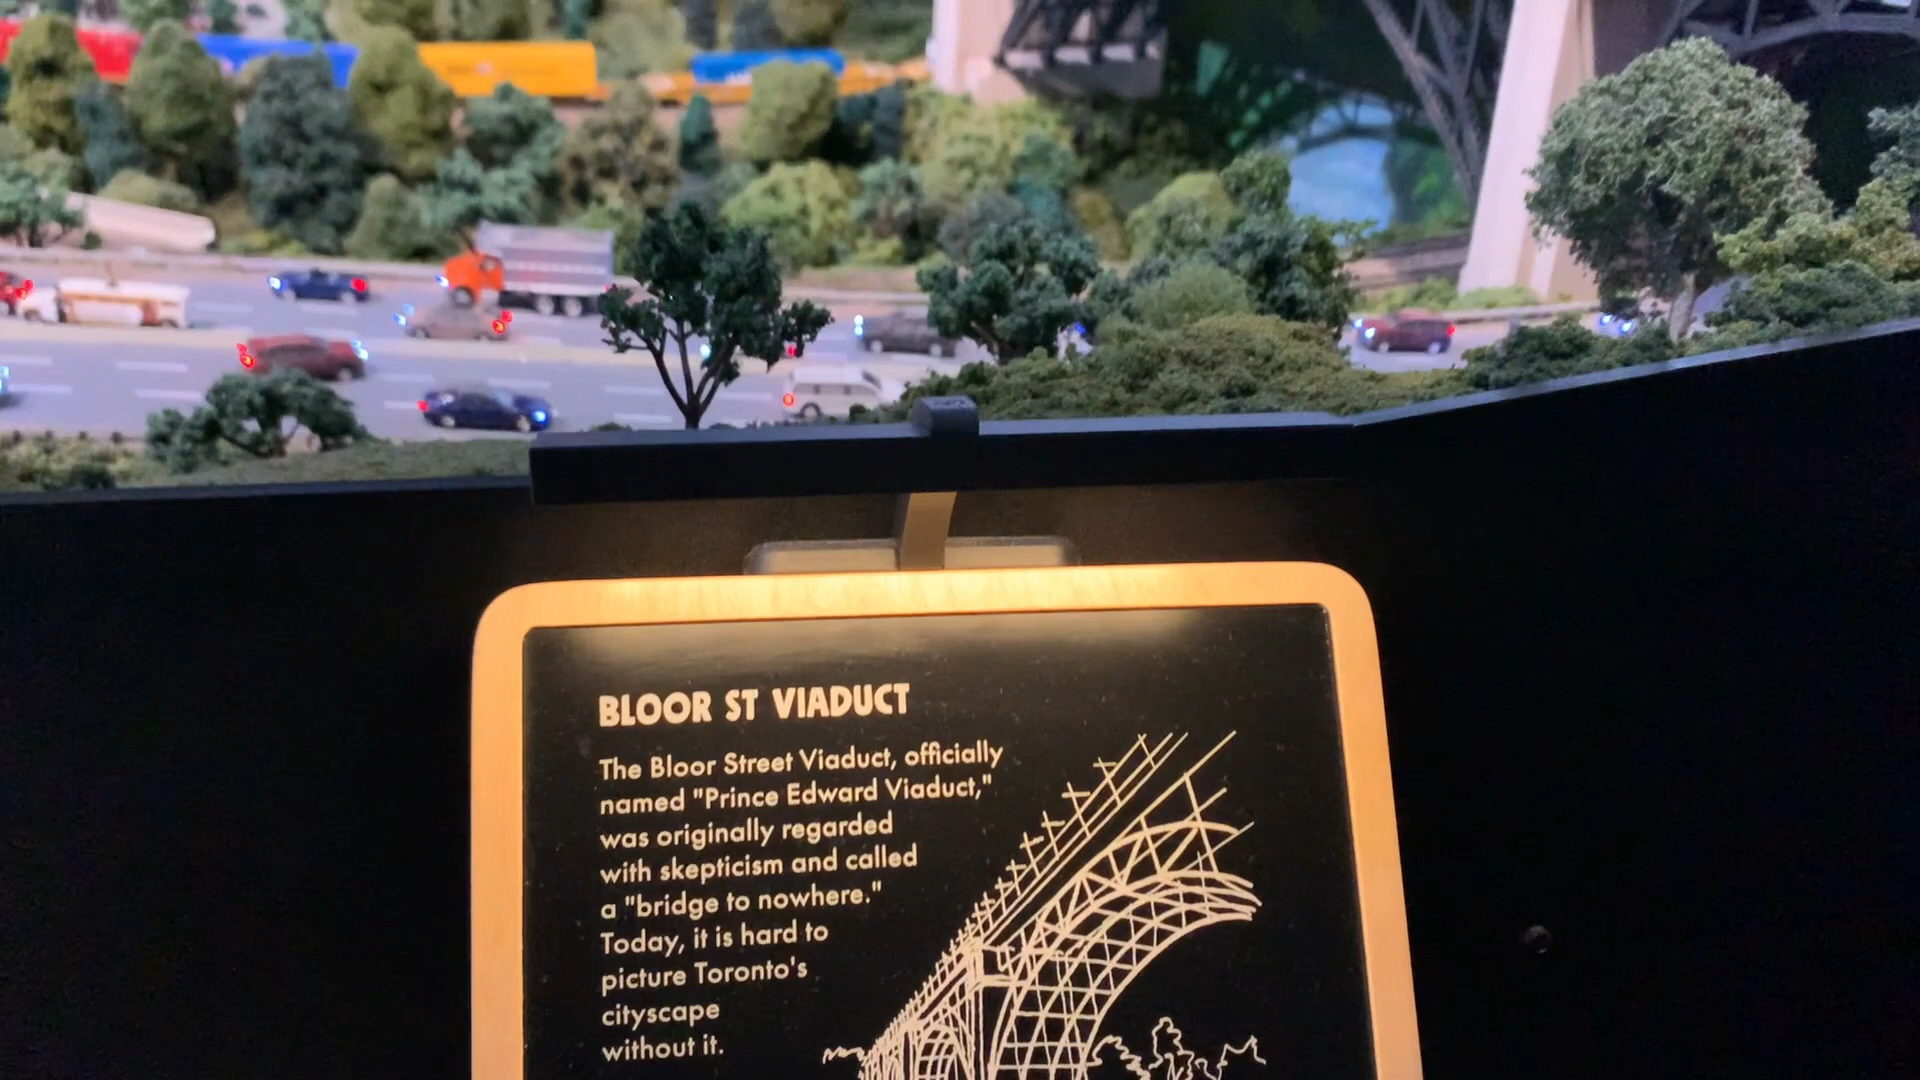 BLOOR ST VIADUCT
The Bloor Street Viaduct, officially
named "Prince Edward Viaduct,"
was originally regarded
with skepticism and called
a "bridge to nowhere."
Today, it is hard to
picture Toronto's
cityscape
without it.